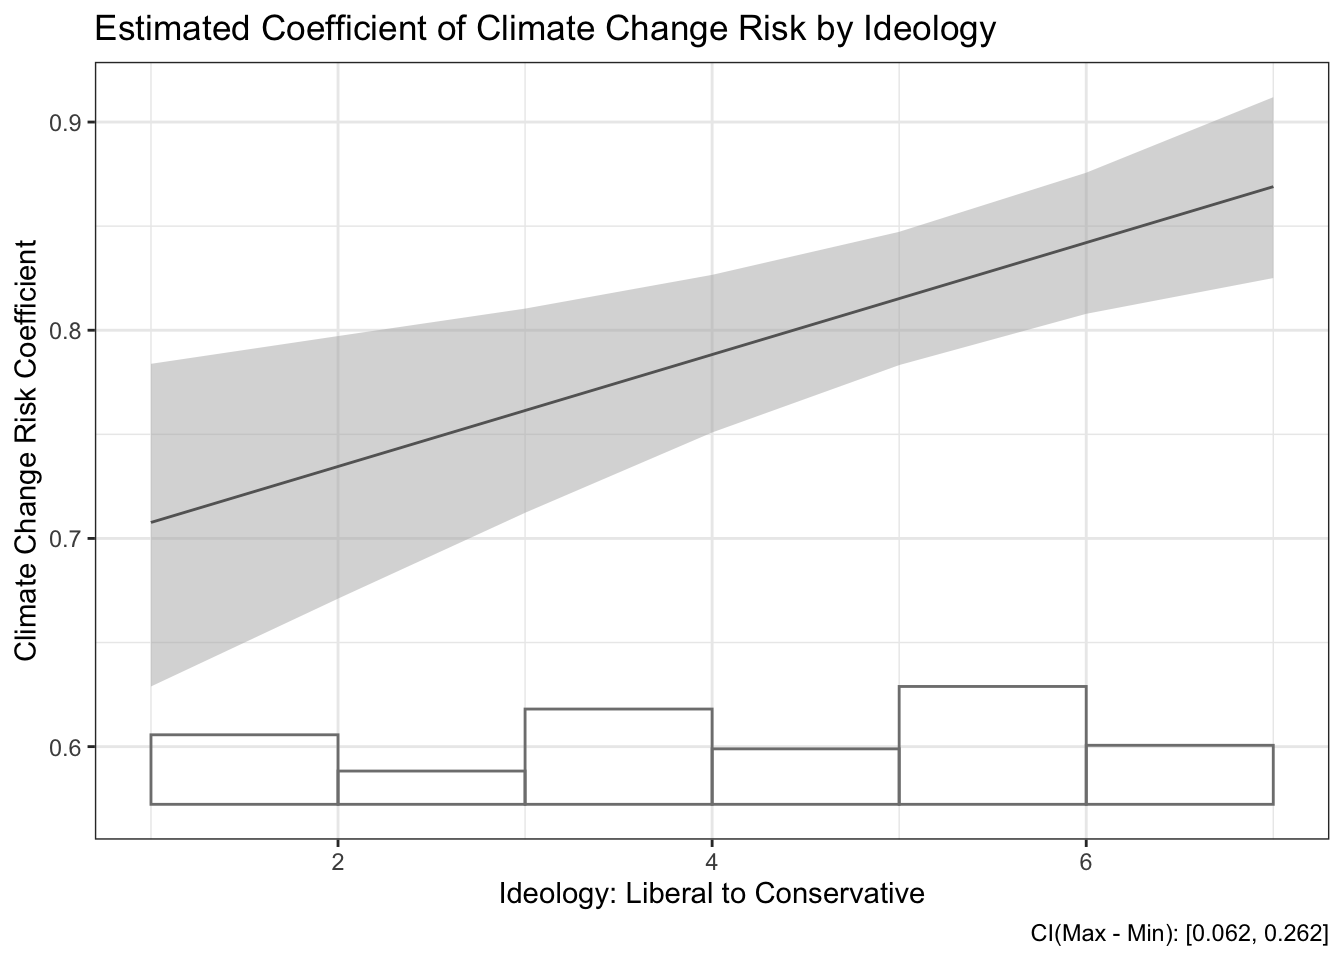 Estimated Coefficient of Climate Change Risk by Ideology
Climate Change Risk Coefficient
0.9
0.8
0.7
0.6
2 4 6
Ideology: Liberal to Conservative
CI(Max - Min): [0.062, 0.262]